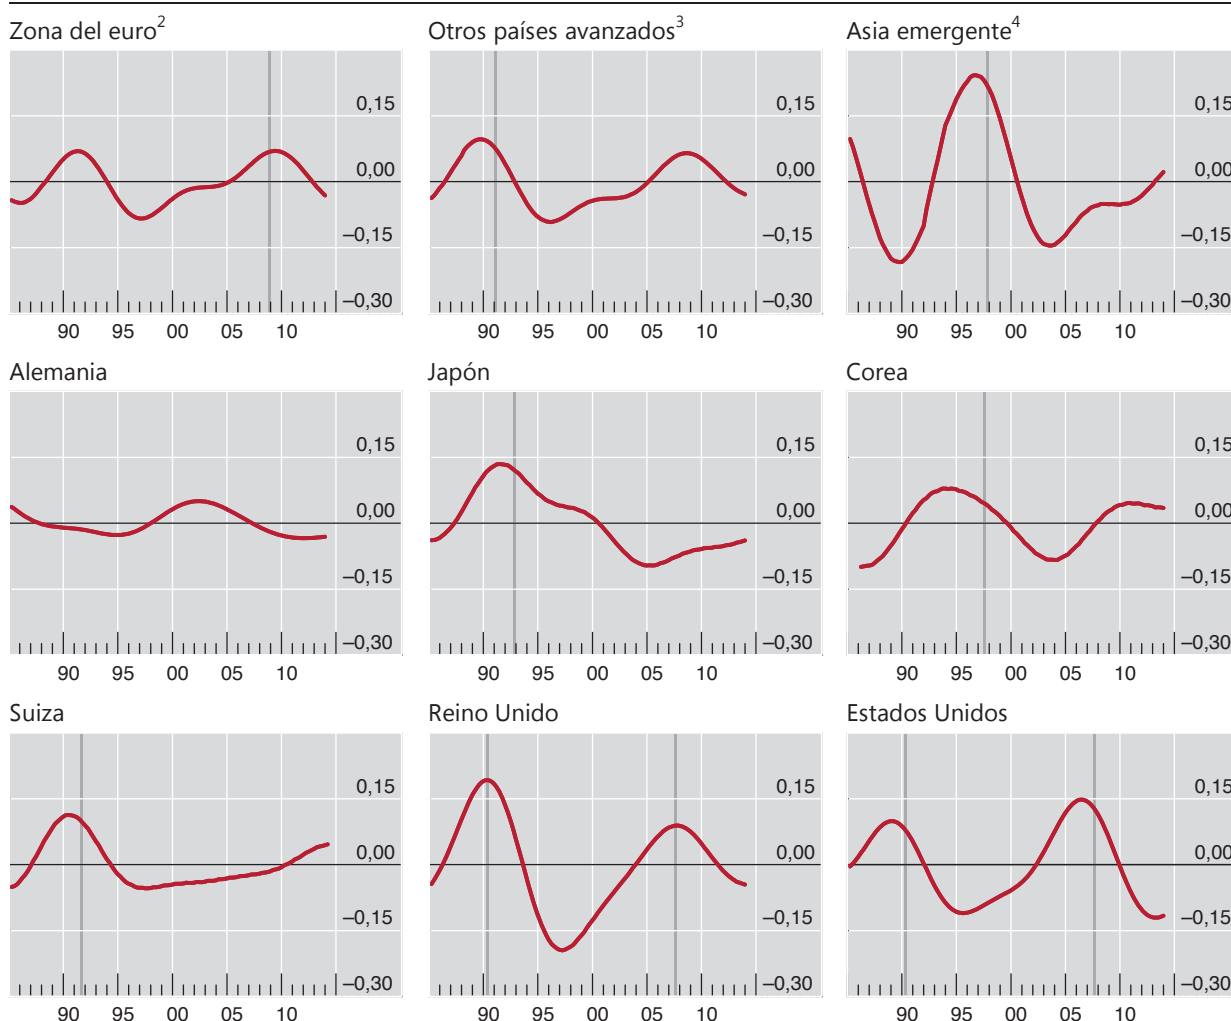 Zona del euro2
Otros países avanzados3
Asia emergente4
0,15
0,00
–0,15
–0,30
90 95 00 05 10
0,15
0,00
–0,15
–0,30
90 95 00 05 10
0,15
0,00
–0,15
–0,30
90 95 00 05 10
Alemania
Japón
Corea
0,15
0,00
–0,15
–0,30
90 95 00 05 10
0,15
0,00
–0,15
–0,30
90 95 00 05 10
0,15
0,00
–0,15
–0,30
90 95 00 05 10
Suiza
Reino Unido
Estados Unidos
0,15
0,00
–0,15
–0,30
90 95 00 05 10
0,15
0,00
–0,15
–0,30
90 95 00 05 10
0,15
0,00
–0,15
–0,30
90 95 00 05 10